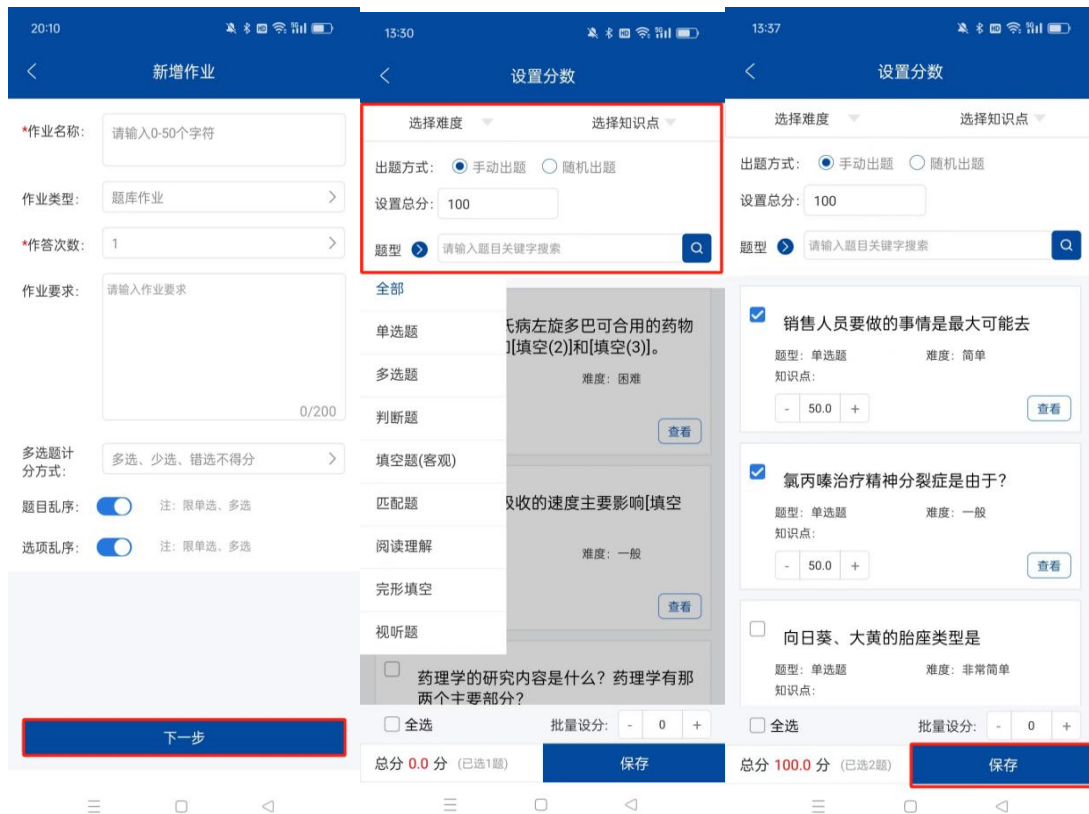 20:10
新增作业
*作业名称:
请输入0-50个字符
作业类型:
题库作业
*作答次数:
1
作业要求:
请输入作业要求
0/200
多选题计
分方式:
多选、少选、错选不得分
题目乱序:
注: 限单选、多选
选项乱序:
注: 限单选、多选
下一步
13:30
设置分数
选择难度
选择知识点
出题方式:
手动出题
随机出题
设置总分:
100
题型
请输入题目关键字搜索
全部
单选题
多选题
判断题
填空题(客观)
匹配题
阅读理解
完形填空
视听题
病左旋多巴可合用的药物
[填空(2)]和[填空(3)]。
难度: 困难
查看
收的速度主要影响[填空
难度: 一般
查看
药理学的研究内容是什么? 药理学有那
两个主要部分?
全选
批量设分:
- 0 +
总分 0.0 分 (已选1题)
保存
13:37
设置分数
选择难度
选择知识点
出题方式:
手动出题
随机出题
设置总分:
100
题型
请输入题目关键字搜索
销售人员要做的事情是最大可能去
题型: 单选题
难度: 简单
知识点:
- 50.0 +
查看
氯丙嗪治疗精神分裂症是由于?
题型: 单选题
难度: 一般
知识点:
- 50.0 +
查看
向日葵、大黄的胎座类型是
题型: 单选题
难度: 非常简单
知识点:
全选
批量设分:
- 0 +
总分 100.0 分 (已选2题)
保存